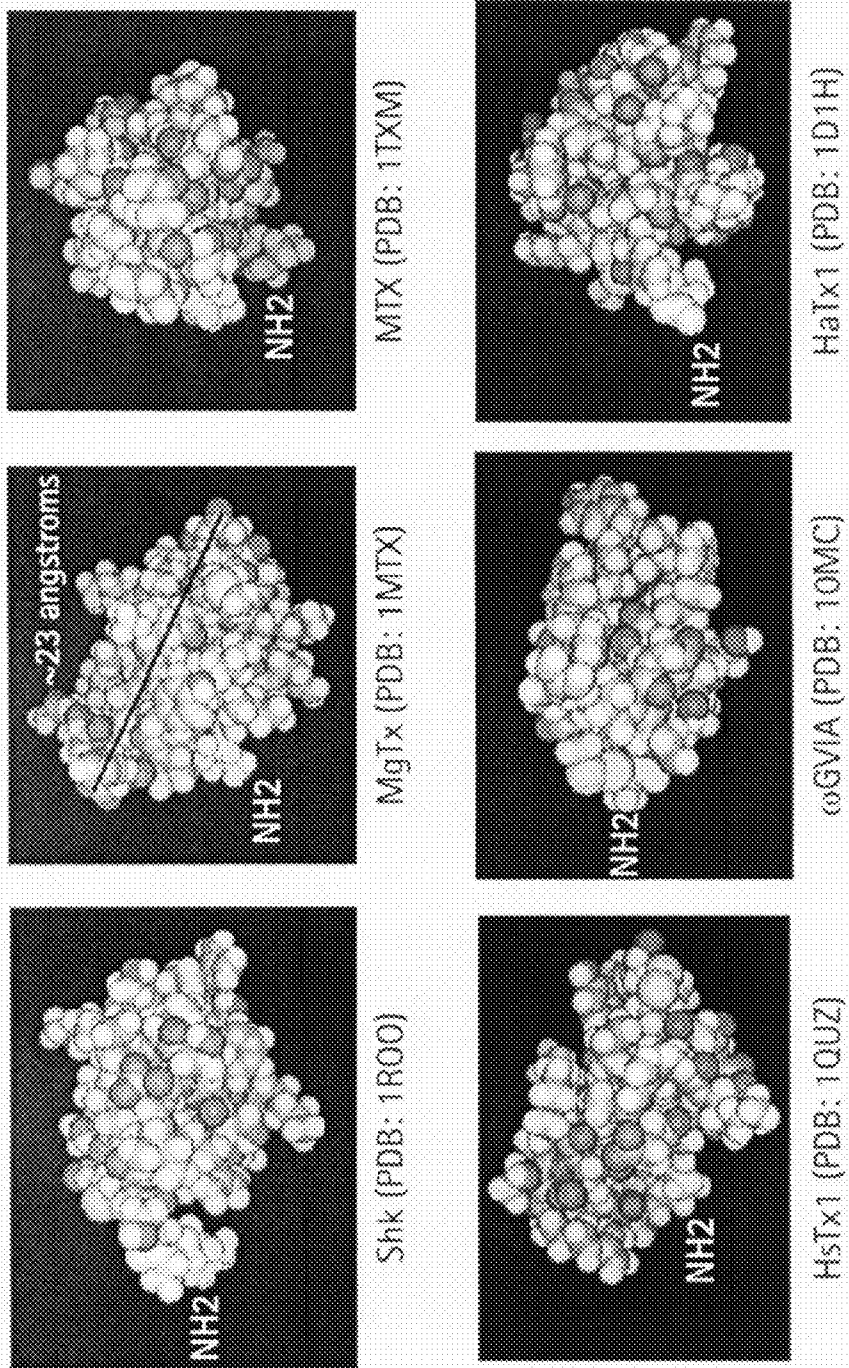 NH2
Shk (PDB: 1ROO)
~23 angstroms
NH2
MgTx (PDB: 1MTX)
NH2
MTX (PDB: 1TXM)
NH2
HsTx1 (PDB: 1QUZ)
NH2
ωGVIA (PDB: 1OMC)
NH2
HaTx1 (PDB: 1D1H)